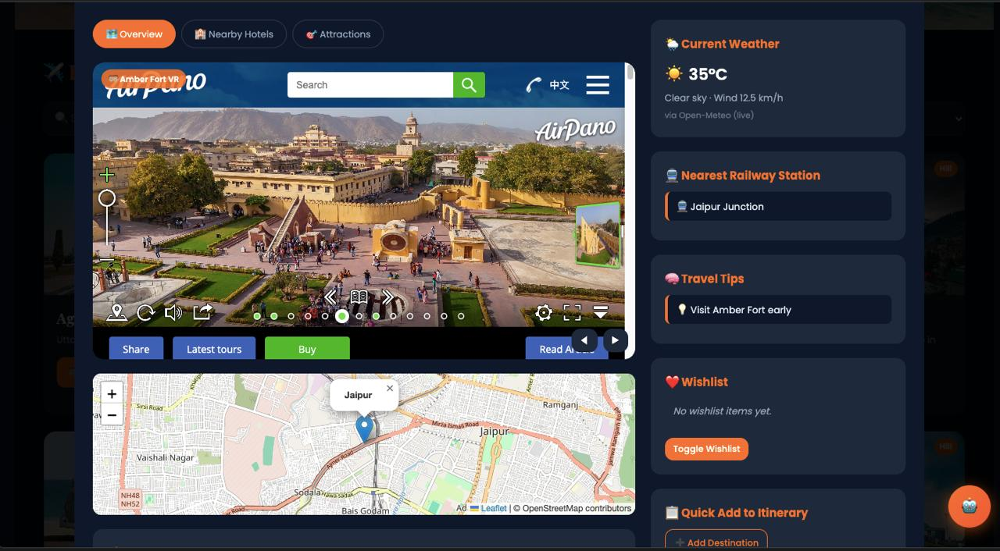 Overview
Nearby Hotels
Attractions
Amber Fort VR
AirPano
Search
中文
AirPano
Share
Latest tours
Buy
Read
Jaipur
Sirsi Road
Ramganj
Mirza Ismail Road
Jaipur
Vaishali Nagar
Ajmer Road
NH48
NH52
Sodala
Bais Godam
Leaflet | © OpenStreetMap contributors
Current Weather
35°C
Clear sky · Wind 12.5 km/h
via Open-Meteo (live)
Nearest Railway Station
Jaipur Junction
Travel Tips
Visit Amber Fort early
Wishlist
No wishlist items yet.
Toggle Wishlist
Quick Add to Itinerary
Add Destination
Hill
Hill